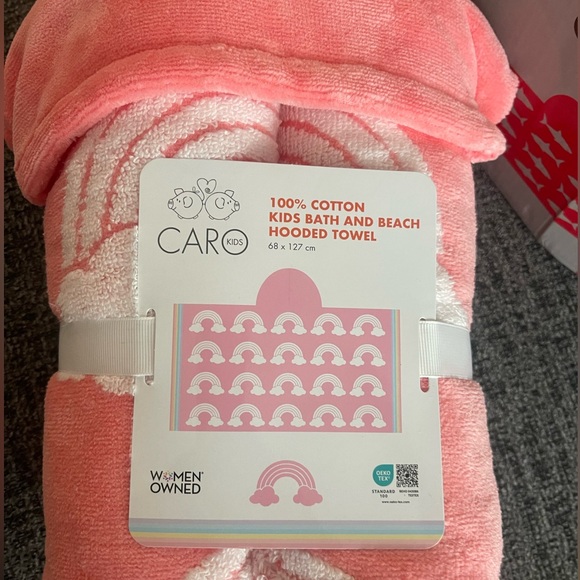 100% COTTON
KIDS BATH AND BEACH
HOODED TOWEL
68 x 127 cm
CARO KIDS
WOMEN
OWNED
OEKO
TEX®
STANDARD
100